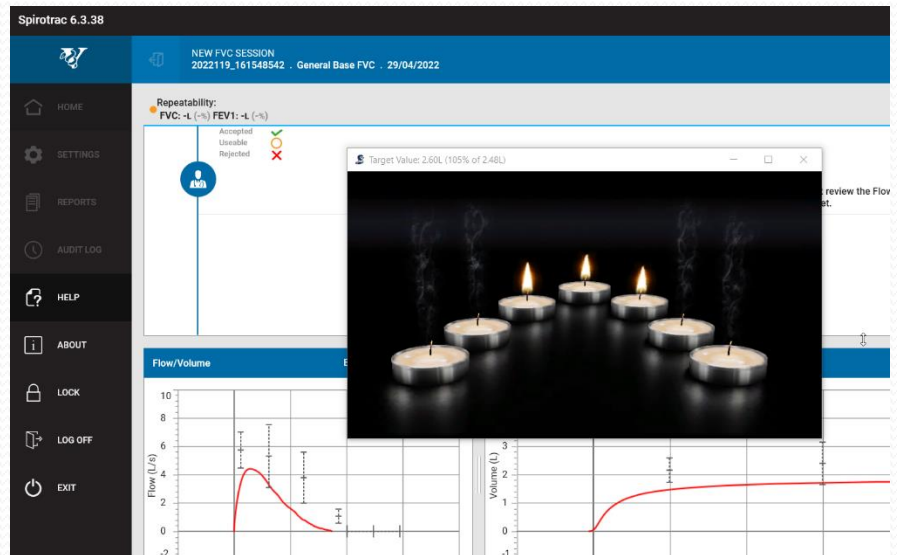 Spirotrac 6.3.38
NEW FVC SESSION
2022119_161548542 . General Base FVC . 29/04/2022
HOME
SETTINGS
REPORTS
AUDIT LOG
HELP
ABOUT
LOCK
LOG OFF
EXIT
Repeatability:
FVC: -L (-%) FEV1: -L (-%)
Accepted
Useable
Rejected
Target Value: 2.60L (105% of 2.48L)
review the Flow
et.
Flow/Volume
10
8
6
4
2
0
-2
Flow (L/s)
3
2
1
0
-1
Volume (L)